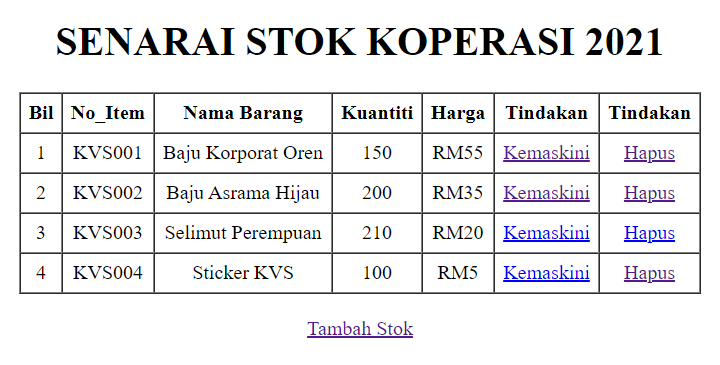 SENARAI STOK KOPERASI 2021
Bil No_Item Nama Barang Kuantiti Harga Tindakan Tindakan
1 KVS001 Baju Korporat Oren 150 RM55 Kemaskini Hapus
2 KVS002 Baju Asrama Hijau 200 RM35 Kemaskini Hapus
3 KVS003 Selimut Perempuan 210 RM20 Kemaskini Hapus
4 KVS004 Sticker KVS 100 RM5 Kemaskini Hapus
Tambah Stok